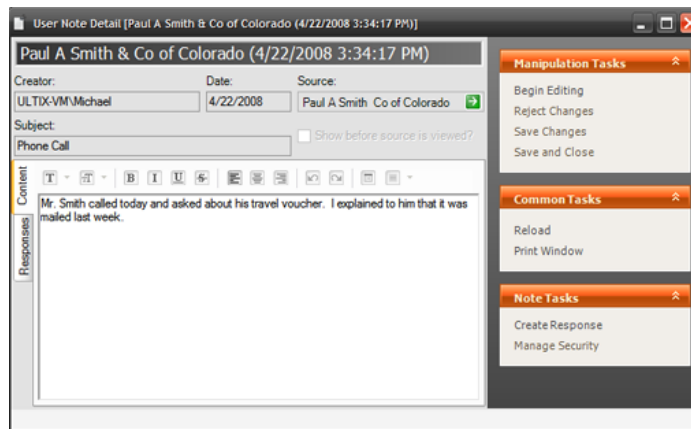 User Note Detail [Paul A Smith & Co of Colorado (4/22/2008 3:34:17 PM)]
Paul A Smith & Co of Colorado (4/22/2008 3:34:17 PM)
Creator:
Date:
Source:
ULTIX-VM\Michael
4/22/2008
Paul A Smith  Co of Colorado
Subject:
Show before source is viewed?
Phone Call
Content
Responses
T T B I U S
Mr. Smith called today and asked about his travel voucher.  I explained to him that it was
mailed last week.
Manipulation Tasks
Begin Editing
Reject Changes
Save Changes
Save and Close
Common Tasks
Reload
Print Window
Note Tasks
Create Response
Manage Security